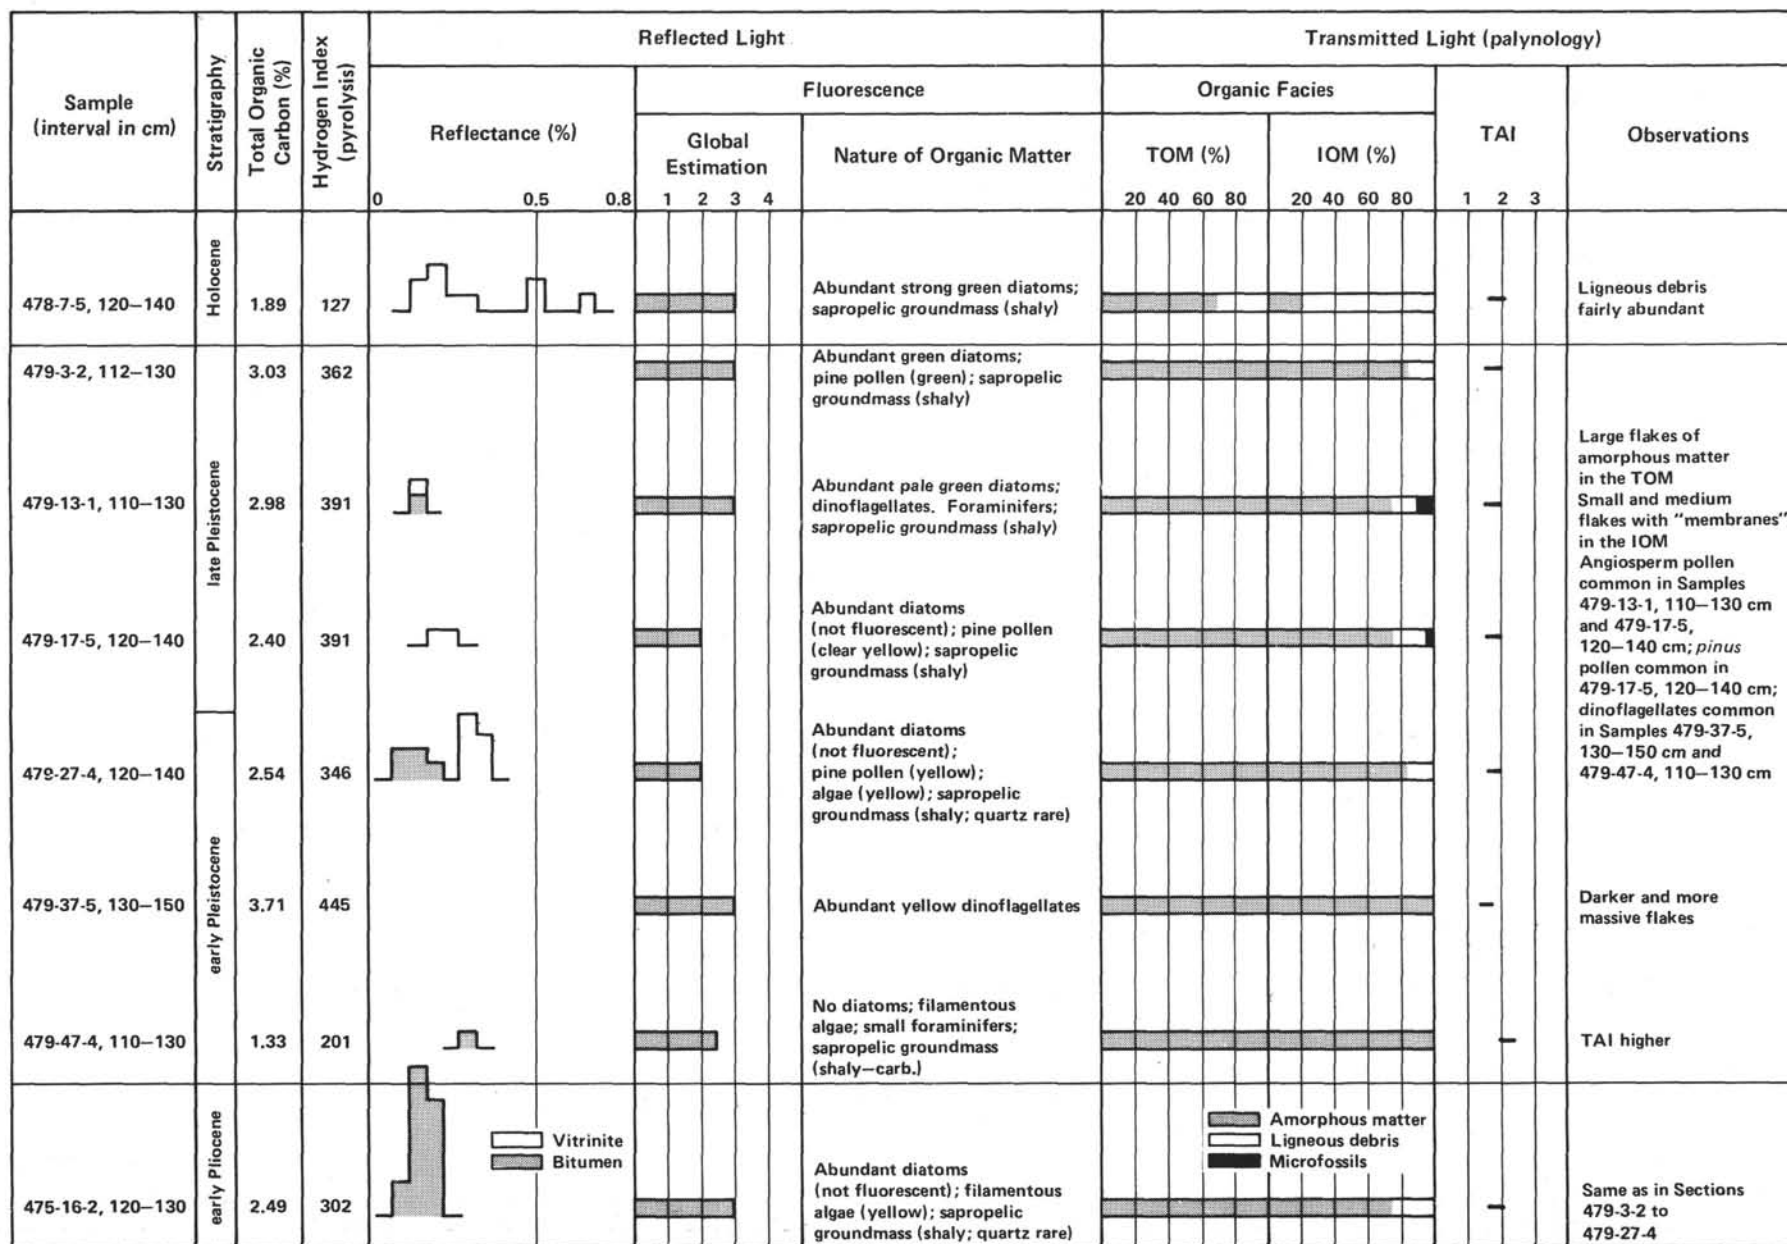 Sample
(interval in cm)
Stratigraphy
Total Organic
Carbon (%)
Hydrogen Index
(pyrolysis)
Reflected Light
Reflectance (%)
0 0.5 0.8
Fluorescence
Global
Estimation
1 2 3 4
Nature of Organic Matter
Transmitted Light (palynology)
Organic Facies
TOM (%)
20 40 60 80
IOM (%)
20 40 60 80
TAI
1 2 3
Observations
478-7-5, 120–140
Holocene
1.89
127
Abundant strong green diatoms;
sapropelic groundmass (shaly)
Ligneous debris
fairly abundant
479-3-2, 112–130
late Pleistocene
3.03
362
Abundant green diatoms;
pine pollen (green); sapropelic
groundmass (shaly)
479-13-1, 110–130
2.98
391
Abundant pale green diatoms;
dinoflagellates. Foraminifers;
sapropelic groundmass (shaly)
Large flakes of
amorphous matter
in the TOM
Small and medium
flakes with "membranes"
in the IOM
Angiosperm pollen
common in Samples
479-13-1, 110–130 cm
and 479-17-5,
120–140 cm; pinus
pollen common in
479-17-5, 120–140 cm;
dinoflagellates common
in Samples 479-37-5,
130–150 cm and
479-47-4, 110–130 cm
479-17-5, 120–140
2.40
391
Abundant diatoms
(not fluorescent); pine pollen
(clear yellow); sapropelic
groundmass (shaly)
479-27-4, 120–140
early Pleistocene
2.54
346
Abundant diatoms
(not fluorescent);
pine pollen (yellow);
algae (yellow); sapropelic
groundmass (shaly; quartz rare)
479-37-5, 130–150
3.71
445
Abundant yellow dinoflagellates
Darker and more
massive flakes
479-47-4, 110–130
1.33
201
No diatoms; filamentous
algae; small foraminifers;
sapropelic groundmass
(shaly–carb.)
TAI higher
475-16-2, 120–130
early Pliocene
2.49
302
Vitrinite
Bitumen
Abundant diatoms
(not fluorescent); filamentous
algae (yellow); sapropelic
groundmass (shaly; quartz rare)
Amorphous matter
Ligneous debris
Microfossils
Same as in Sections
479-3-2 to
479-27-4